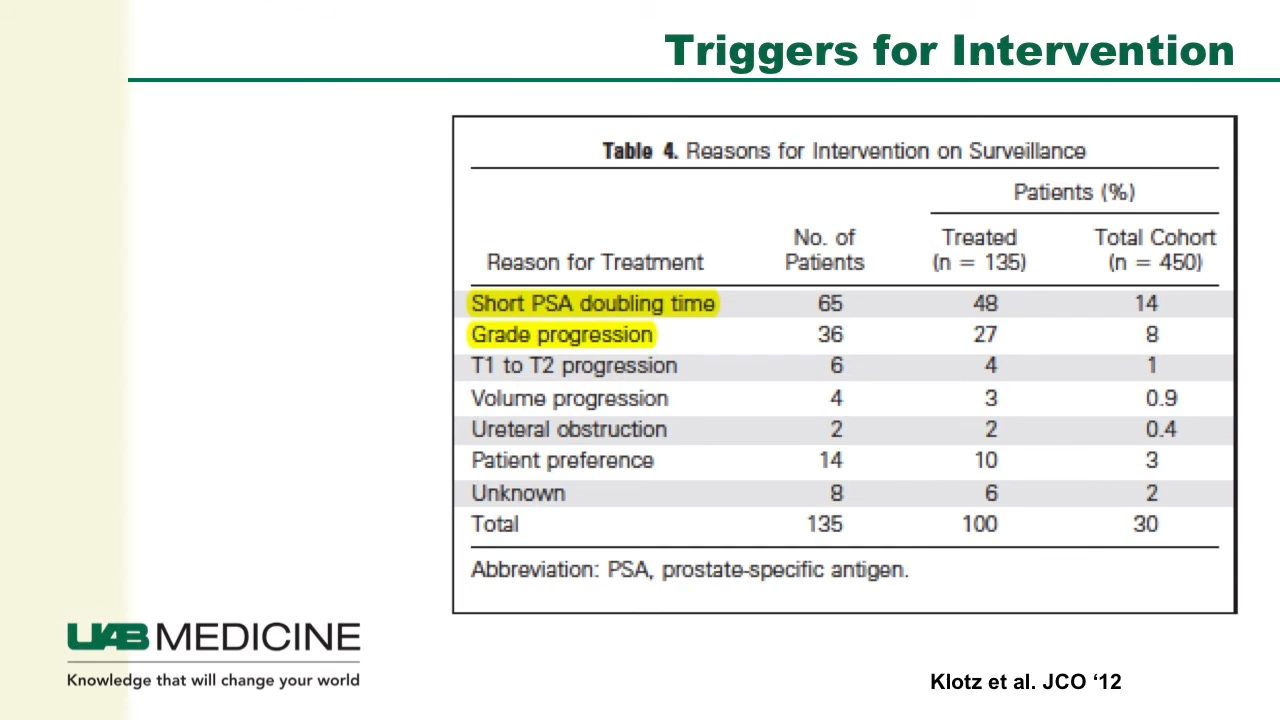 Triggers for Intervention
Table 4. Reasons for Intervention on Surveillance
Patients (%)
Reason for Treatment No. of Patients Treated (n = 135) Total Cohort (n = 450)
Short PSA doubling time 65 48 14
Grade progression 36 27 8
T1 to T2 progression 6 4 1
Volume progression 4 3 0.9
Ureteral obstruction 2 2 0.4
Patient preference 14 10 3
Unknown 8 6 2
Total 135 100 30
Abbreviation: PSA, prostate-specific antigen.
UAB MEDICINE
Knowledge that will change your world
Klotz et al. JCO ‘12